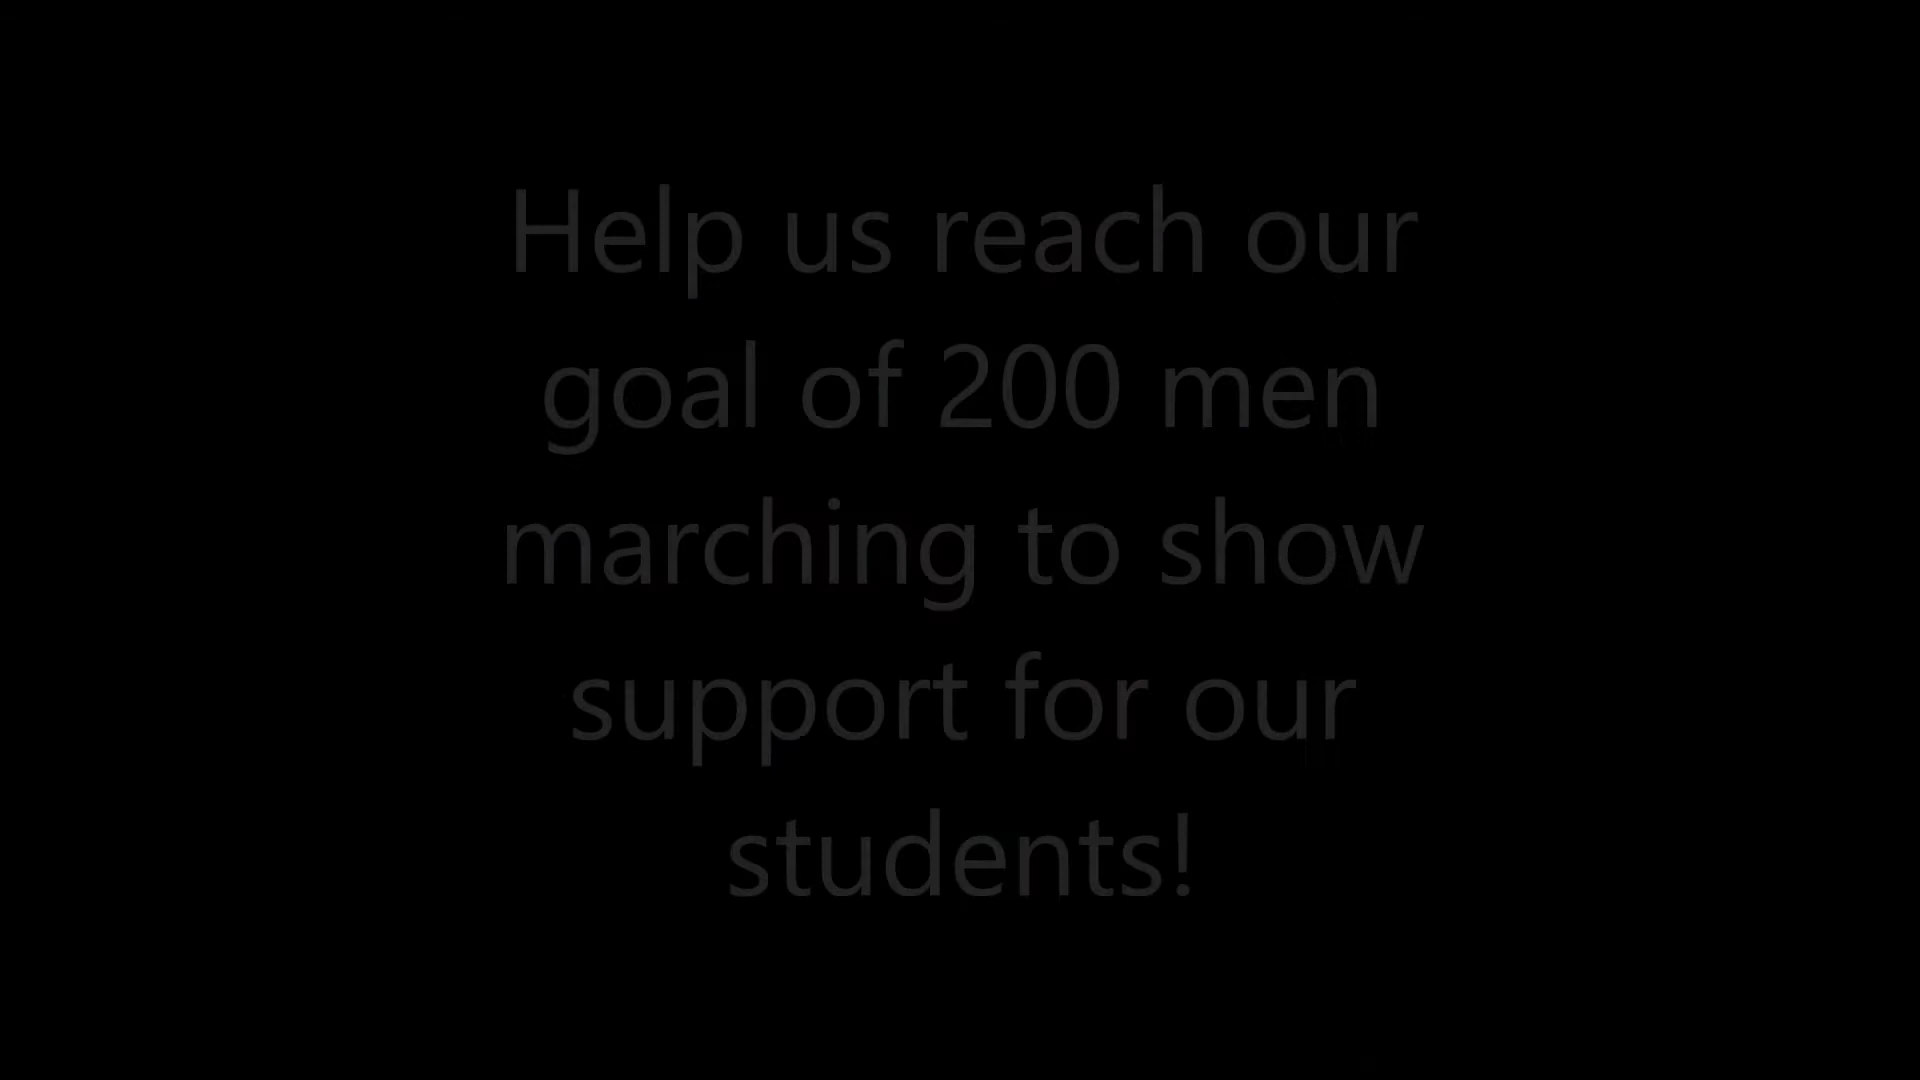 Help us reach our
goal of 200 men
marching to show
support for our
students!